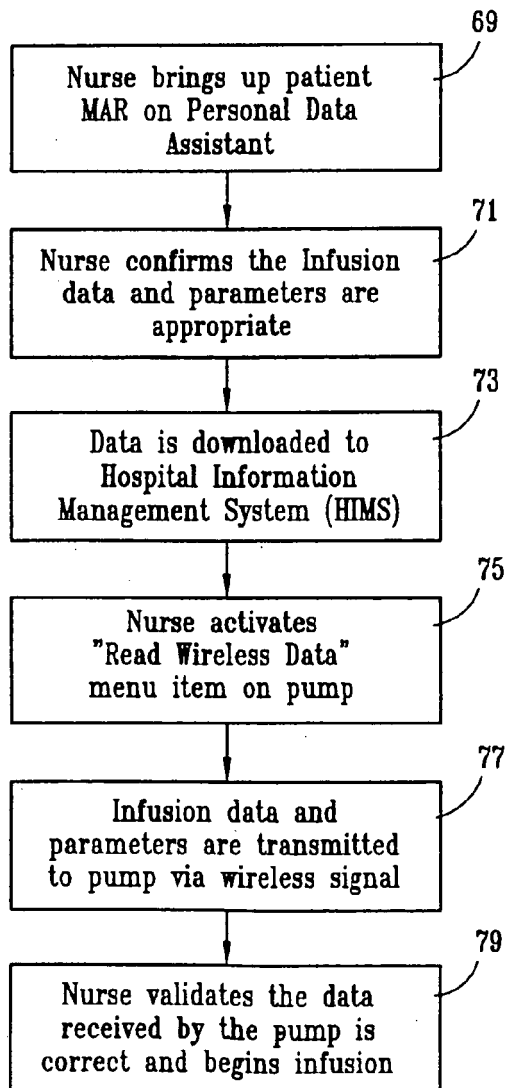 69
Nurse brings up patient
MAR on Personal Data
Assistant
71
Nurse confirms the Infusion
data and parameters are
appropriate
73
Data is downloaded to
Hospital Information
Management System (HIMS)
75
Nurse activates
"Read Wireless Data"
menu item on pump
77
Infusion data and
parameters are transmitted
to pump via wireless signal
79
Nurse validates the data
received by the pump is
correct and begins infusion